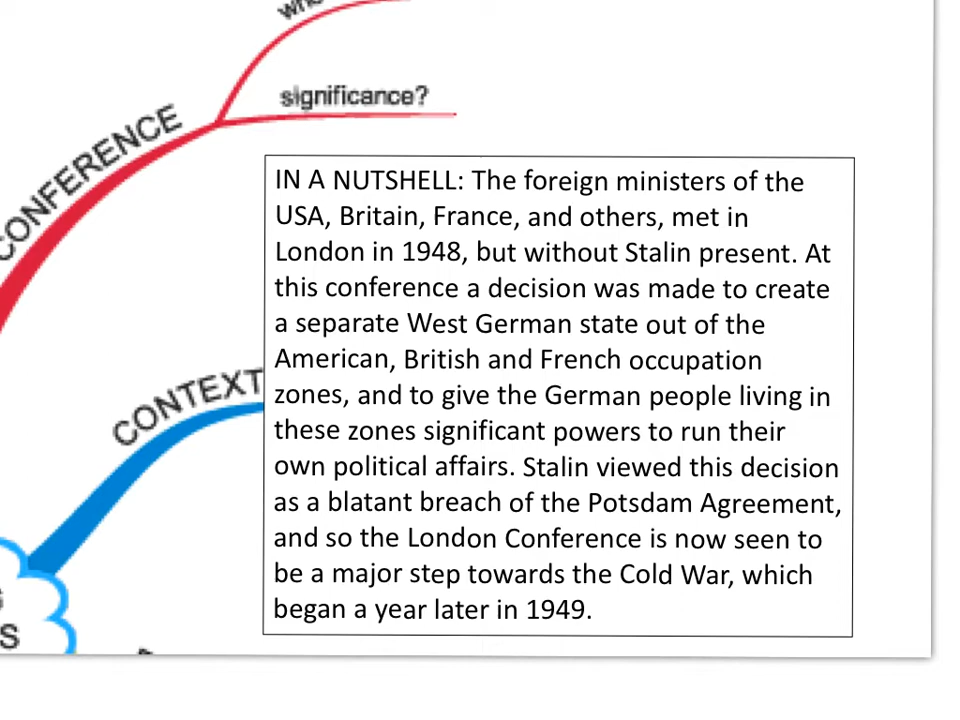 significance?
CONFERENCE
IN A NUTSHELL: The foreign ministers of the
USA, Britain, France, and others, met in
London in 1948, but without Stalin present. At
this conference a decision was made to create
a separate West German state out of the
American, British and French occupation
zones, and to give the German people living in
these zones significant powers to run their
own political affairs. Stalin viewed this decision
as a blatant breach of the Potsdam Agreement,
and so the London Conference is now seen to
be a major step towards the Cold War, which
began a year later in 1949.
CONTEXT